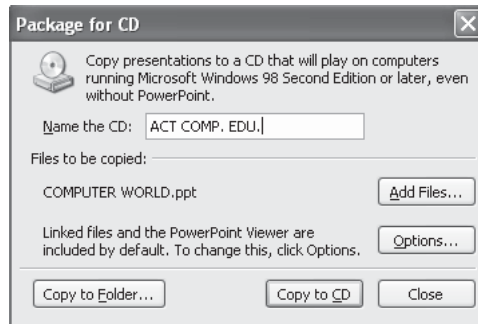 Package for CD
Copy presentations to a CD that will play on computers
running Microsoft Windows 98 Second Edition or later, even
without PowerPoint.
Name the CD: ACT COMP. EDU.
Files to be copied:
COMPUTER WORLD.ppt
Add Files...
Linked files and the PowerPoint Viewer are
included by default. To change this, click Options.
Options...
Copy to Folder... Copy to CD Close